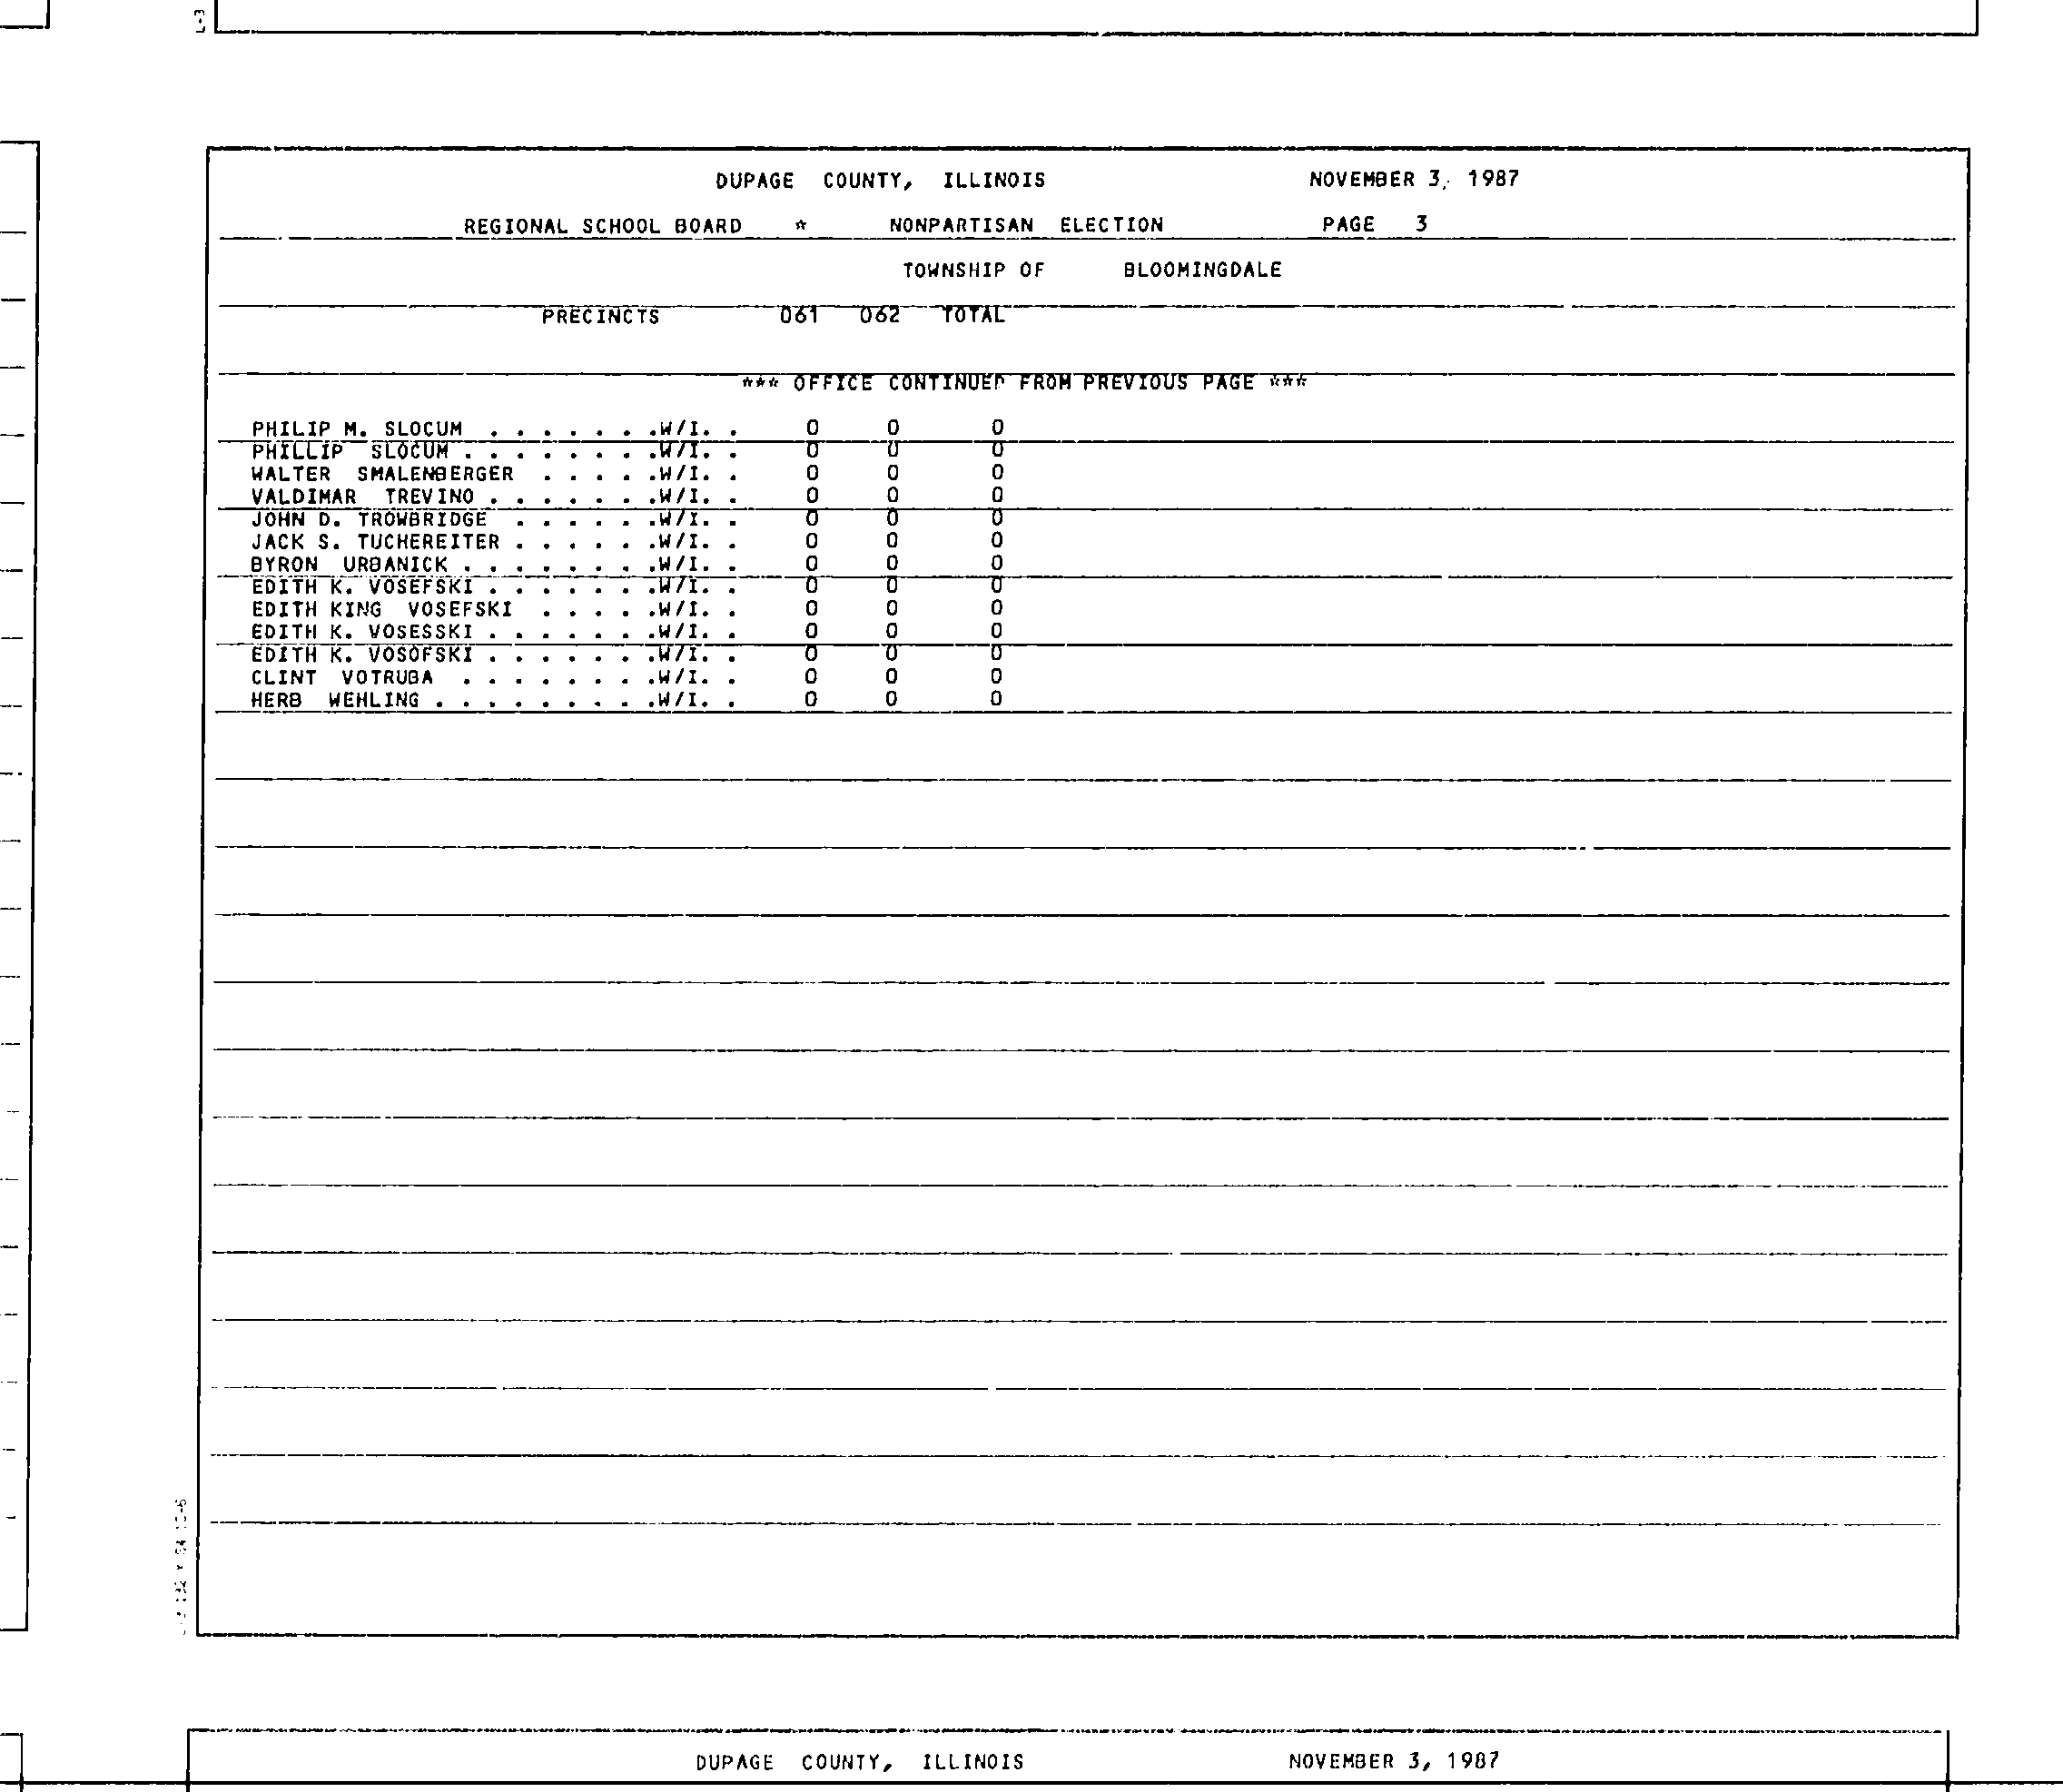 DUPAGE COUNTY, ILLINOIS NOVEMBER 3, 1987
REGIONAL SCHOOL BOARD * NONPARTISAN ELECTION PAGE 3
TOWNSHIP OF BLOOMINGDALE
PRECINCTS 061 062 TOTAL
*** OFFICE CONTINUED FROM PREVIOUS PAGE ***
PHILIP M. SLOCUM . . . . . . .W/I. . 0 0 0
PHILLIP SLOCUM . . . . . . . .W/I. . 0 0 0
WALTER SMALENBERGER . . . . .W/I. . 0 0 0
VALDIMAR TREVINO . . . . . . .W/I. . 0 0 0
JOHN D. TROWBRIDGE . . . . . .W/I. . 0 0 0
JACK S. TUCHEREITER . . . . . .W/I. . 0 0 0
BYRON URBANICK . . . . . . . .W/I. . 0 0 0
EDITH K. VOSEFSKI . . . . . . .W/I. . 0 0 0
EDITH KING VOSEFSKI . . . . .W/I. . 0 0 0
EDITH K. VOSESSKI . . . . . . .W/I. . 0 0 0
EDITH K. VOSOFSKI . . . . . . .W/I. . 0 0 0
CLINT VOTRUBA . . . . . . . .W/I. . 0 0 0
HERB WEHLING . . . . . . . . .W/I. . 0 0 0
DUPAGE COUNTY, ILLINOIS NOVEMBER 3, 1987